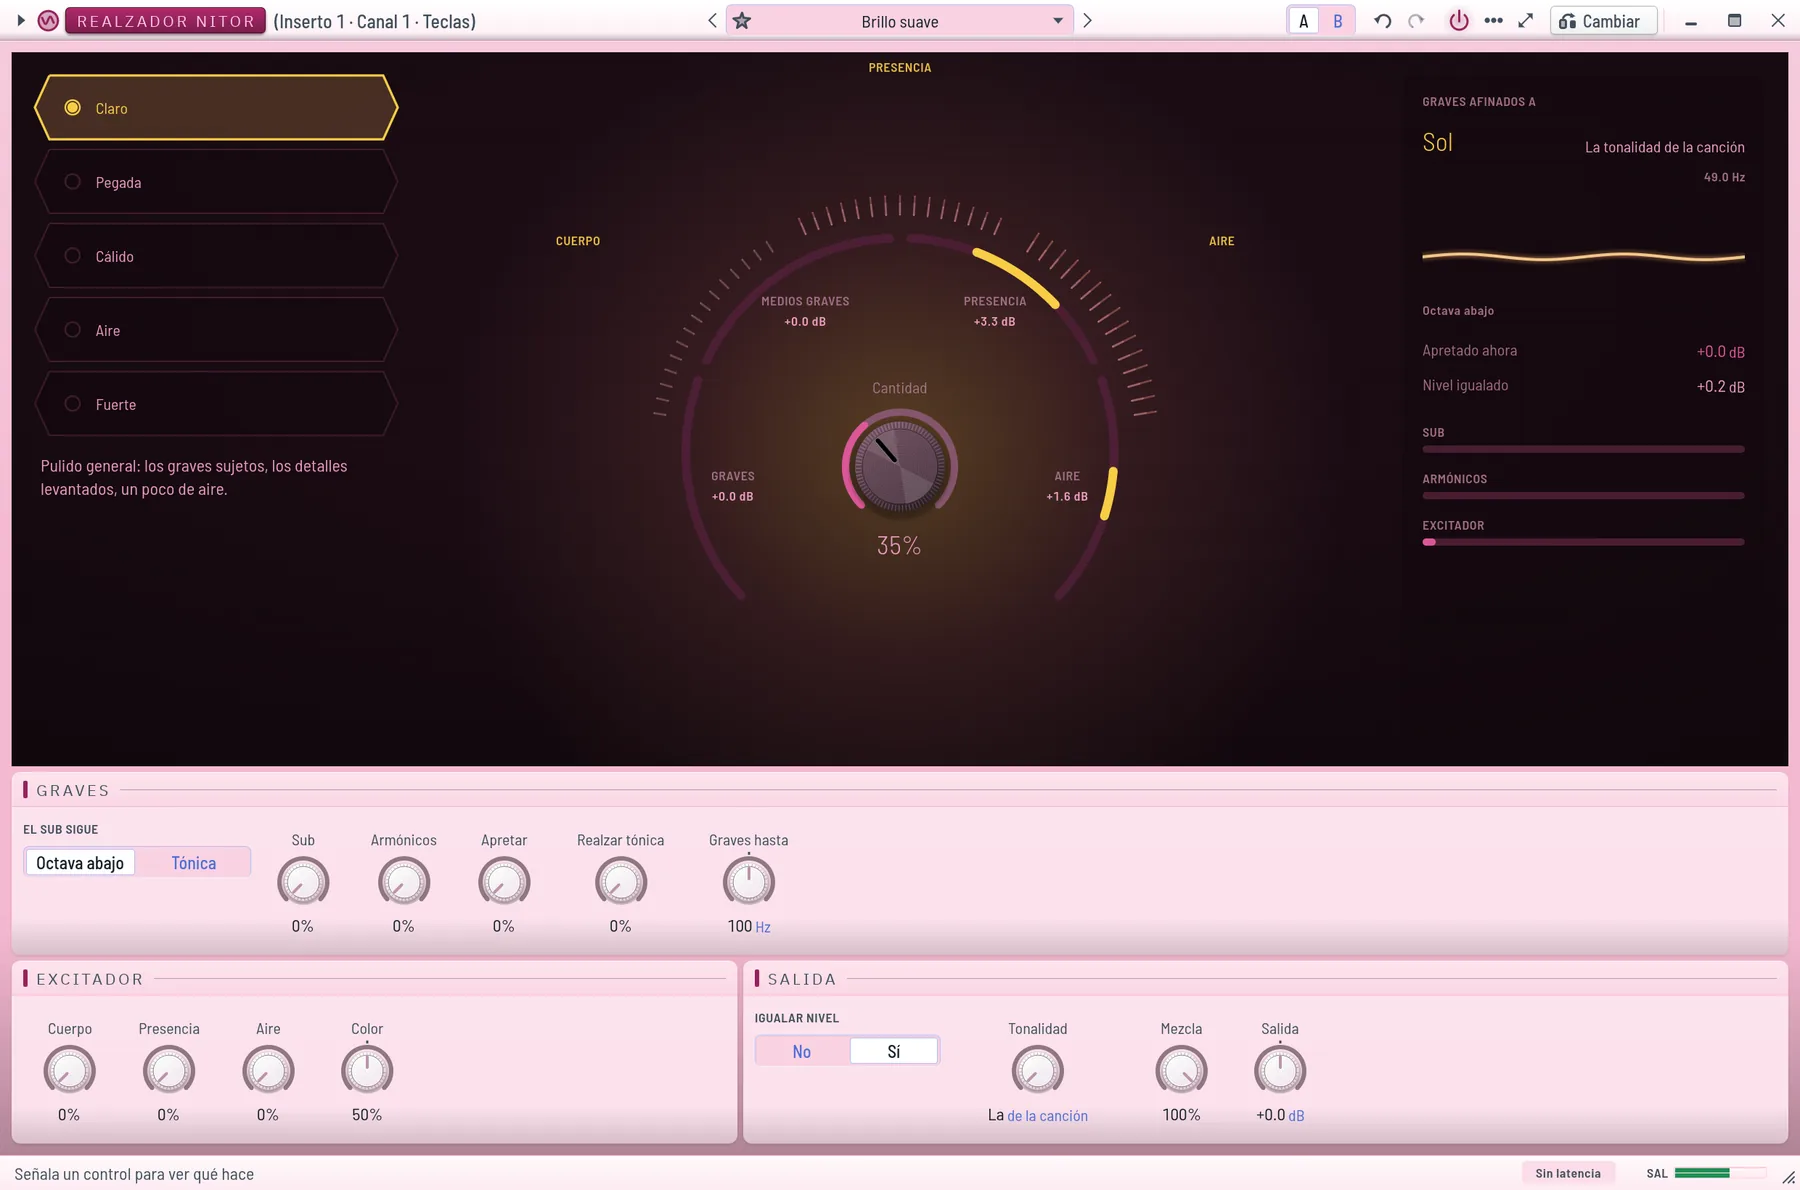 REALZADOR NITOR (Inserto 1 · Canal 1 · Teclas)
Brillo suave
A B
Cambiar
Claro
Pegada
Cálido
Aire
Fuerte
Pulido general: los graves sujetos, los detalles
levantados, un poco de aire.
PRESENCIA
CUERPO
AIRE
MEDIOS GRAVES
+0.0 dB
PRESENCIA
+3.3 dB
Cantidad
GRAVES
+0.0 dB
AIRE
+1.6 dB
35%
GRAVES AFINADOS A
Sol
La tonalidad de la canción
49.0 Hz
Octava abajo
Apretado ahora +0.0 dB
Nivel igualado +0.2 dB
SUB
ARMÓNICOS
EXCITADOR
GRAVES
EL SUB SIGUE
Octava abajo Tónica
Sub Armónicos Apretar Realzar tónica Graves hasta
0% 0% 0% 0% 100 Hz
EXCITADOR
Cuerpo Presencia Aire Color
0% 0% 0% 50%
SALIDA
IGUALAR NIVEL
No Sí
Tonalidad Mezcla Salida
La de la canción 100% +0.0 dB
Señala un control para ver qué hace
Sin latencia
SAL